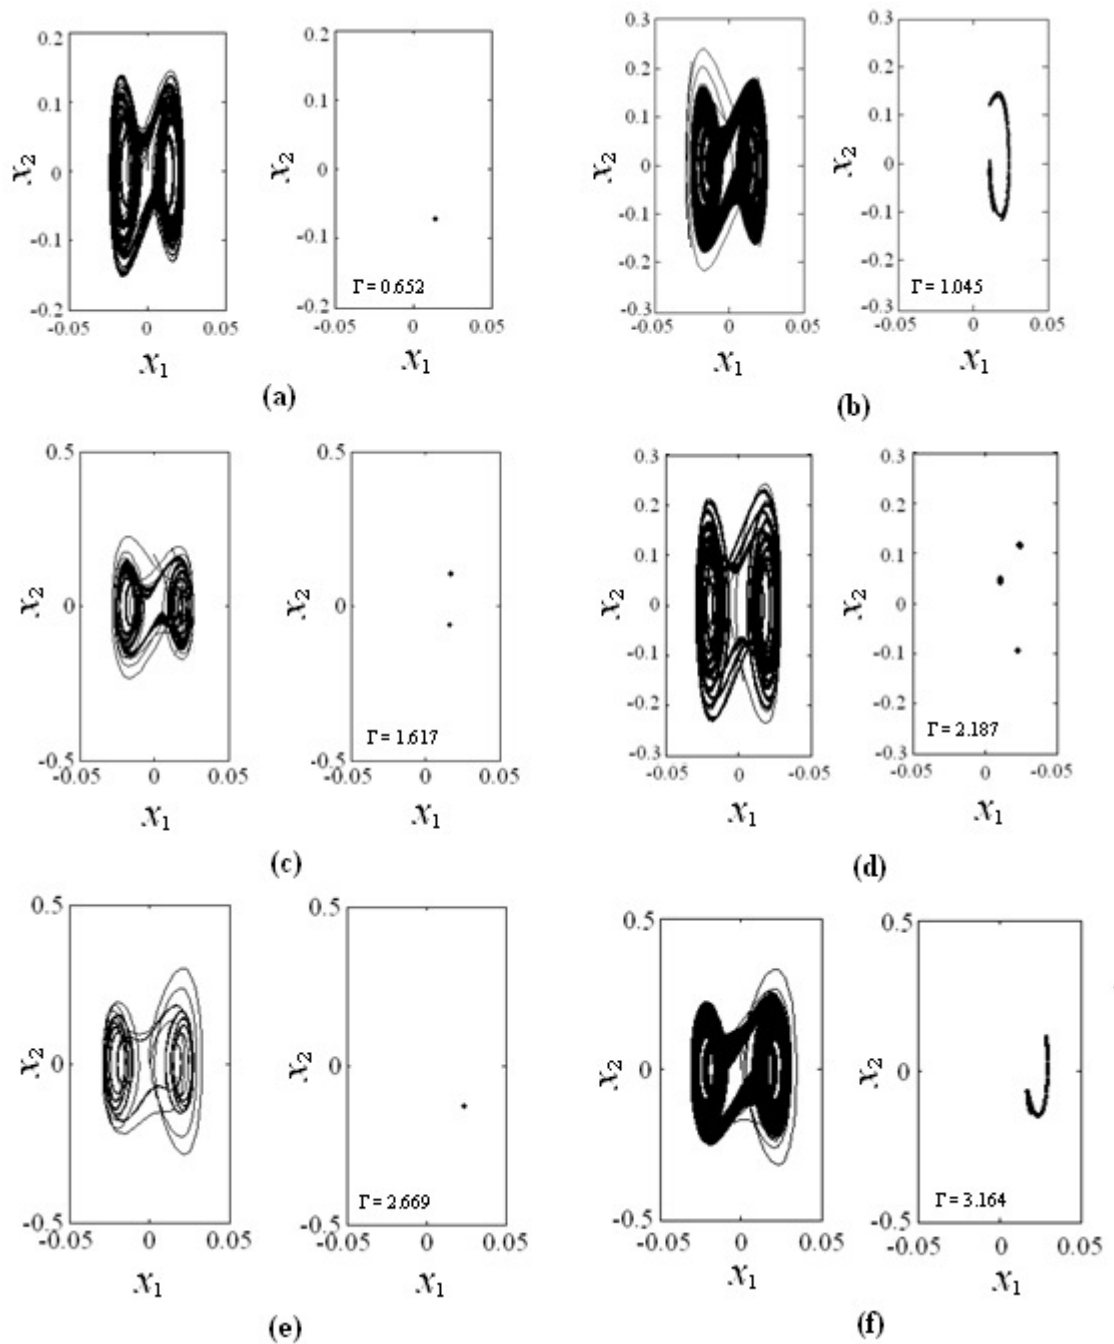 0.2
0.1
x₂
0
-0.1
-0.2
-0.05 0 0.05
x₁
0.2
0.1
x₂
0
-0.1
-0.2
Γ = 0.652
-0.05 0 0.05
x₁
(a)
0.3
0.2
0.1
x₂
0
-0.1
-0.2
-0.3
-0.05 0 0.05
x₁
0.3
0.2
0.1
x₂
0
-0.1
-0.2
-0.3
Γ = 1.045
-0.05 0 0.05
x₁
(b)
0.5
x₂
0
-0.5
-0.05 0 0.05
x₁
0.5
x₂
0
-0.5
Γ = 1.617
-0.05 0 0.05
x₁
(c)
0.3
0.2
0.1
x₂
0
-0.1
-0.2
-0.3
-0.05 0 -0.05
x₁
0.3
0.2
0.1
x₂
0
-0.1
-0.2
-0.3
Γ = 2.187
-0.05 0 -0.05
x₁
(d)
0.5
x₂
0
-0.5
-0.05 0 0.05
x₁
0.5
x₂
0
-0.5
Γ = 2.669
-0.05 0 0.05
x₁
(e)
0.5
x₂
0
-0.5
-0.05 0 0.05
x₁
0.5
x₂
0
-0.5
Γ = 3.164
-0.05 0 0.05
x₁
(f)